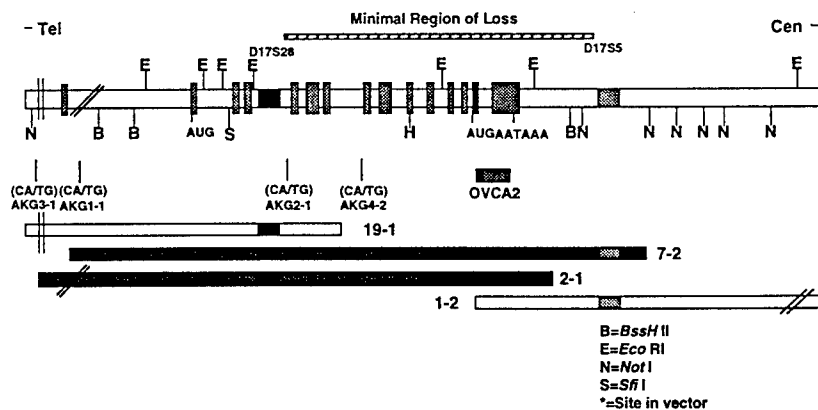 Minimal Region of Loss
– Tel
Cen –
D17S28
D17S5
E E E E E E E
N B B AUG S H AUGAATAAA B N N N N N N
(CA/TG) (CA/TG) (CA/TG) (CA/TG)
AKG3-1 AKG1-1 AKG2-1 AKG4-2
OVCA2
19-1
7-2
2-1
1-2
B=BssH II
E=Eco RI
N=Not I
S=Sfi I
*=Site in vector